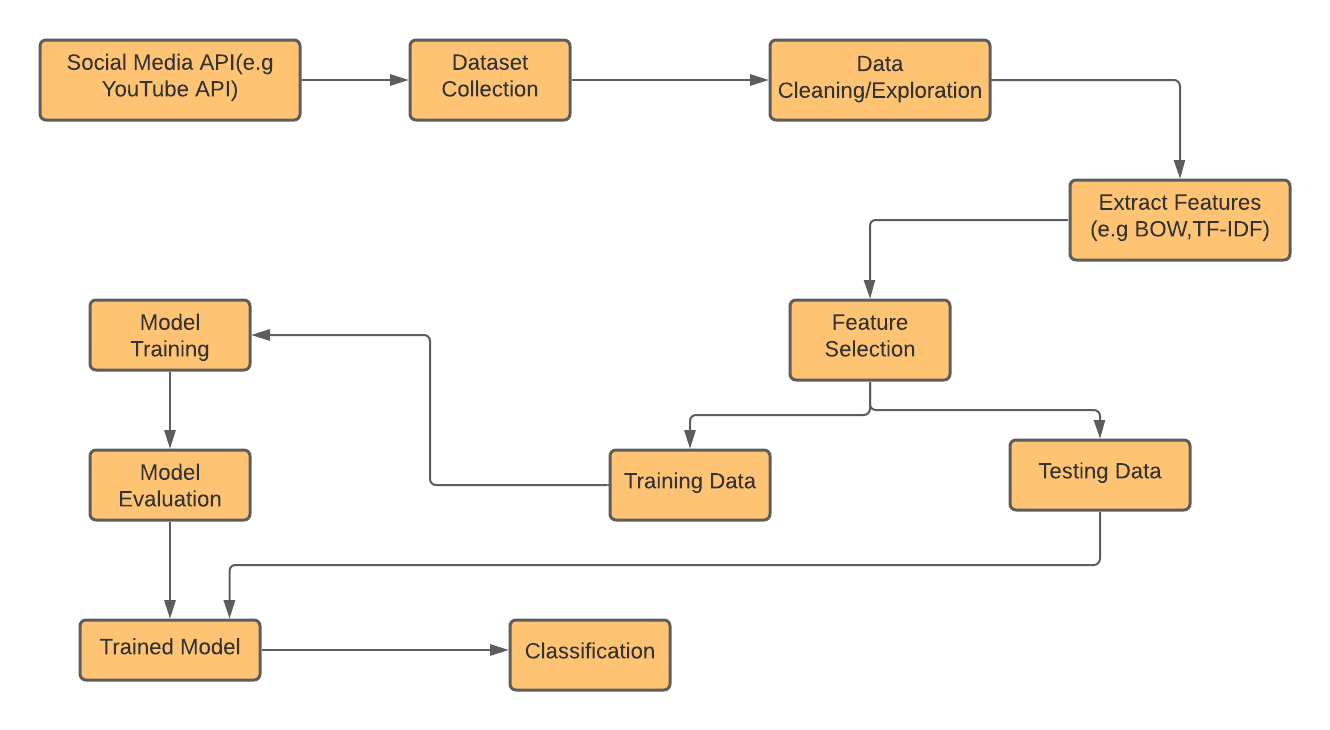 Social Media API(e.g
YouTube API)
Dataset
Collection
Data
Cleaning/Exploration
Extract Features
(e.g BOW,TF-IDF)
Feature
Selection
Model
Training
Training Data
Testing Data
Model
Evaluation
Trained Model
Classification